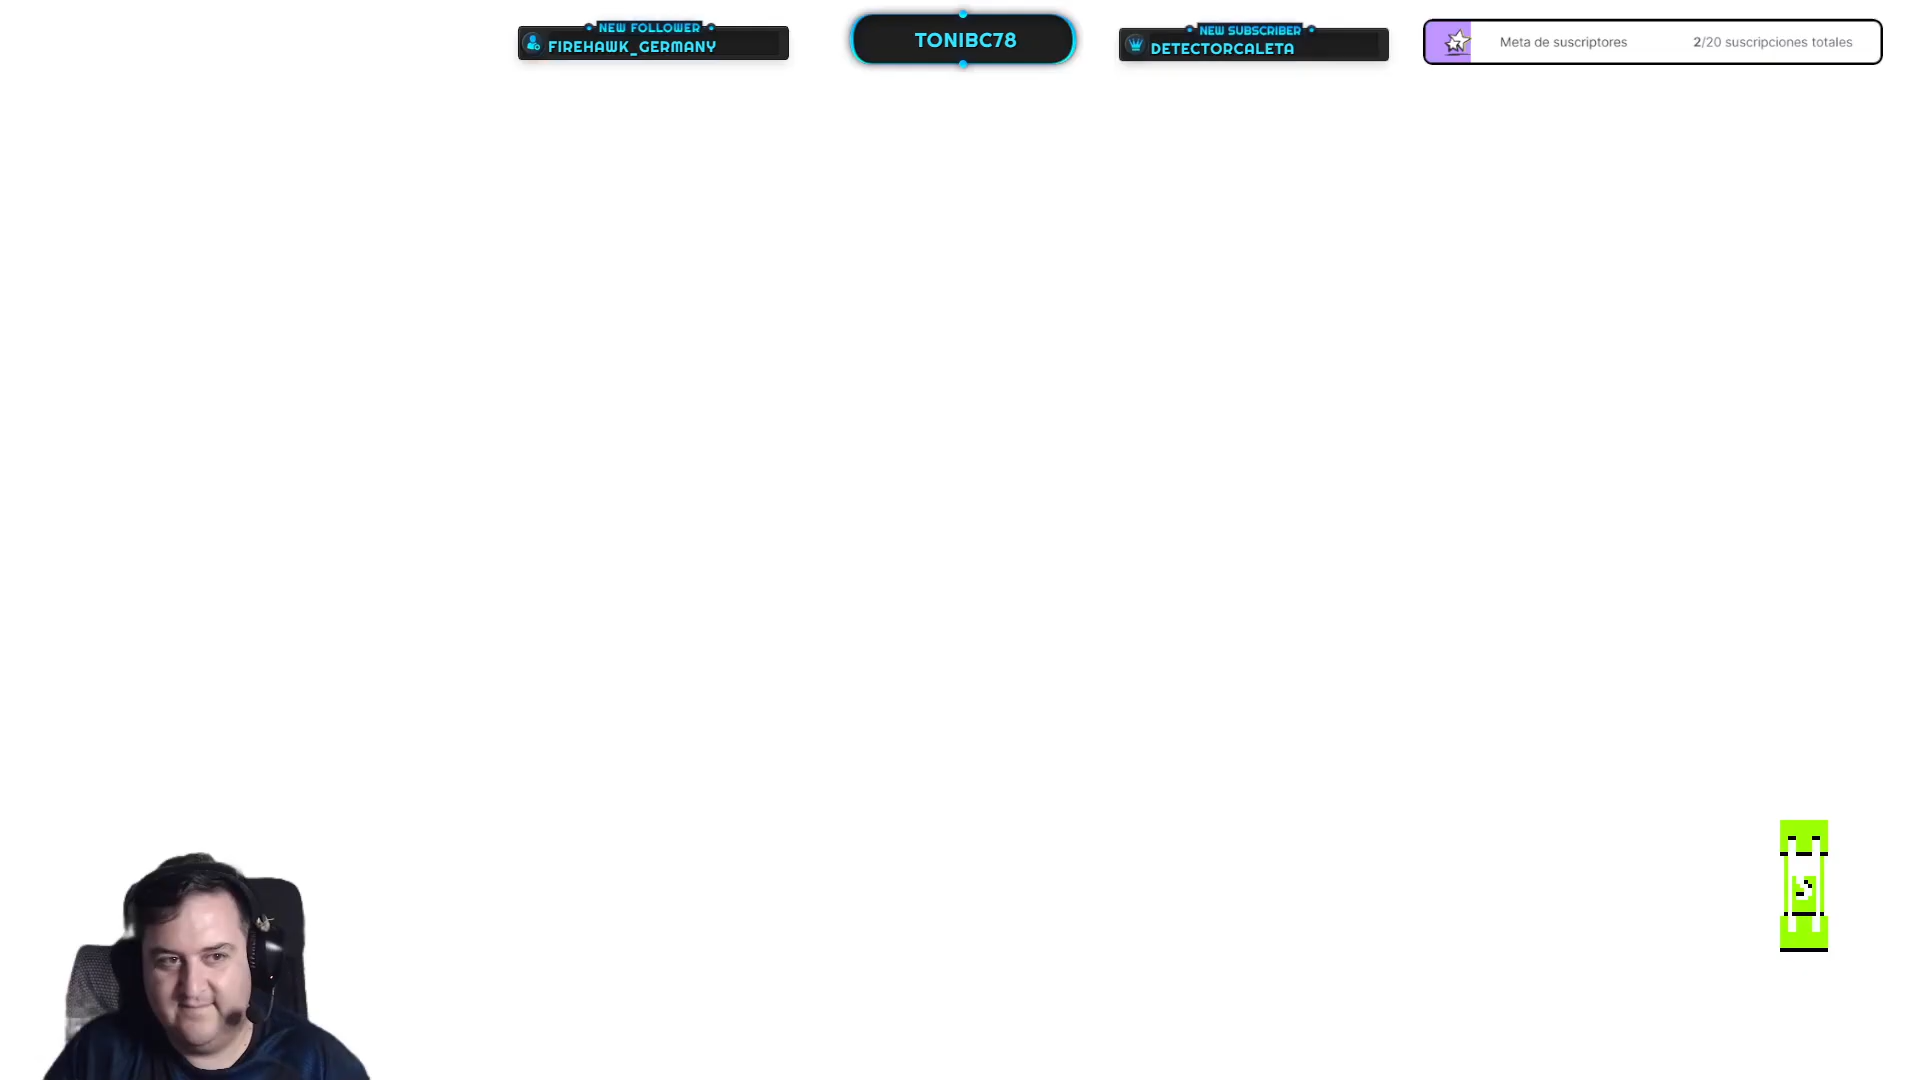 NEW FOLLOWER
FIREHAWK_GERMANY
TONIBC78
NEW SUBSCRIBER
DETECTORCALETA
Meta de suscriptores 2/20 suscripciones totales